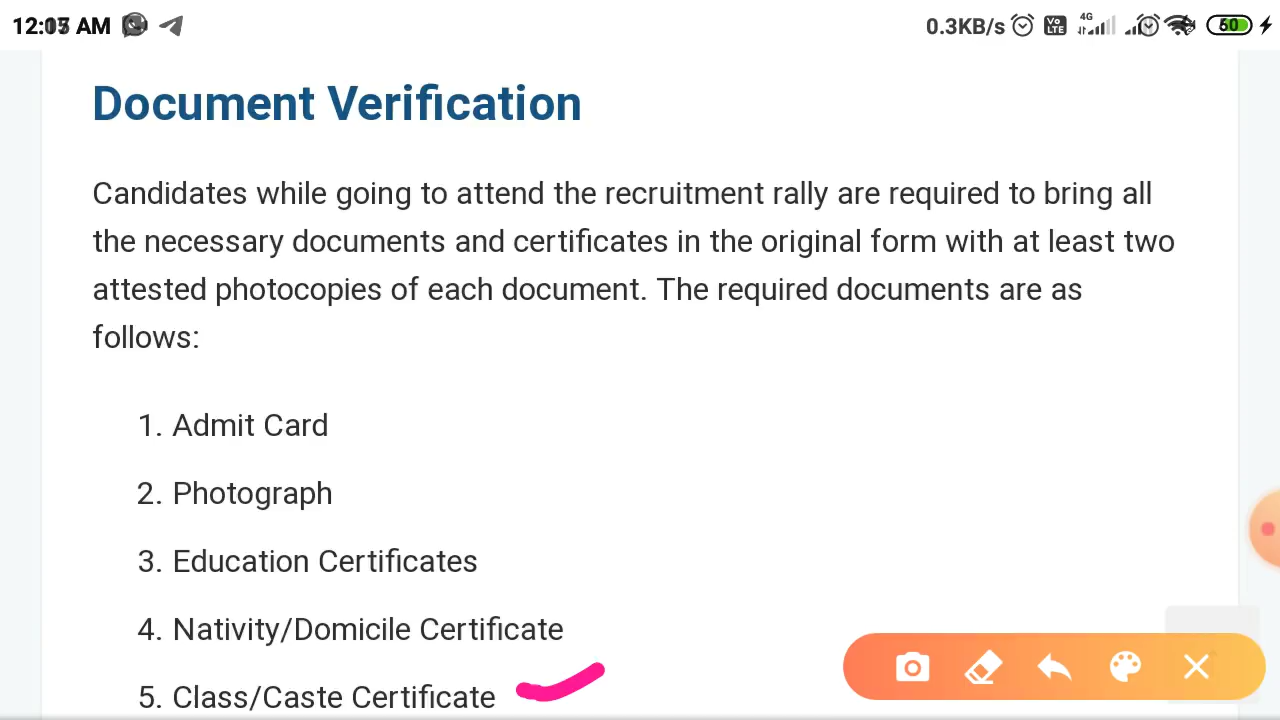 AM
0.3KB/s
Vo
LTE
4G
60
Document Verification
Candidates while going to attend the recruitment rally are required to bring all
the necessary documents and certificates in the original form with at least two
attested photocopies of each document. The required documents are as
follows:
1. Admit Card
2. Photograph
3. Education Certificates
4. Nativity/Domicile Certificate
5. Class/Caste Certificate